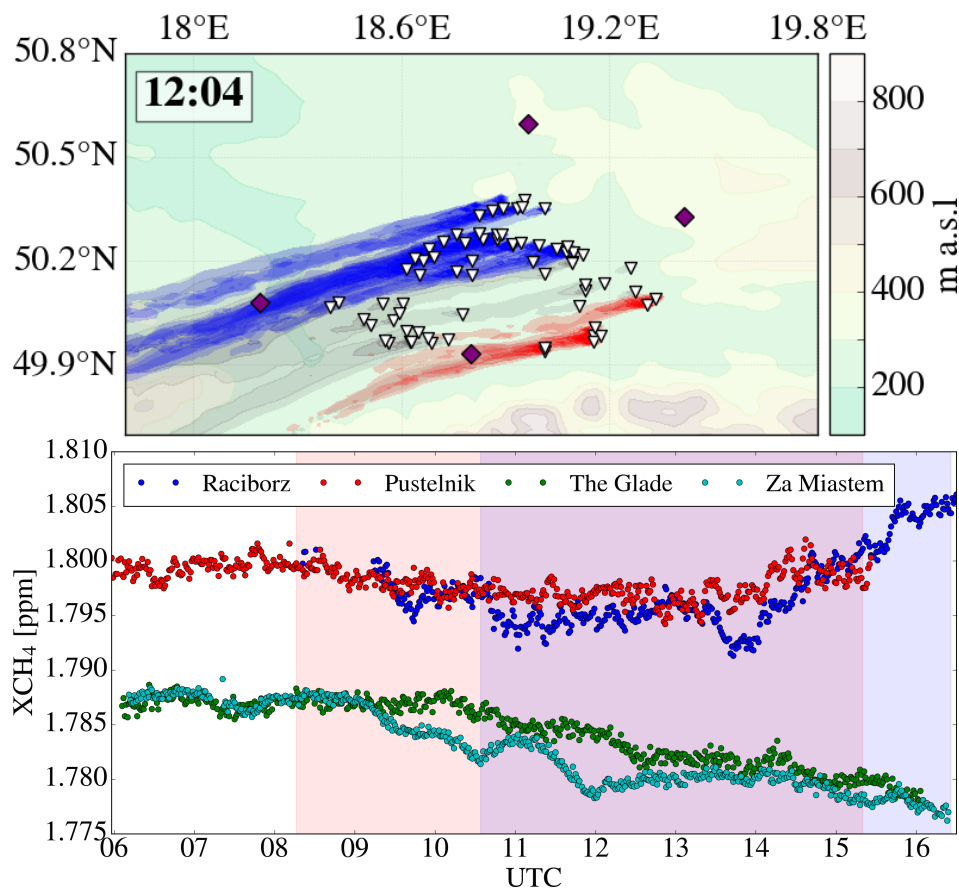 18°E 18.6°E 19.2°E 19.8°E
50.8°N
12:04
50.5°N
50.2°N
49.9°N
800
600
400
200
m a.s.l
1.810
1.805
1.800
1.795
1.790
1.785
1.780
1.775
XCH₄ [ppm]
Raciborz Pustelnik The Glade Za Miastem
06 07 08 09 10 11 12 13 14 15 16
UTC